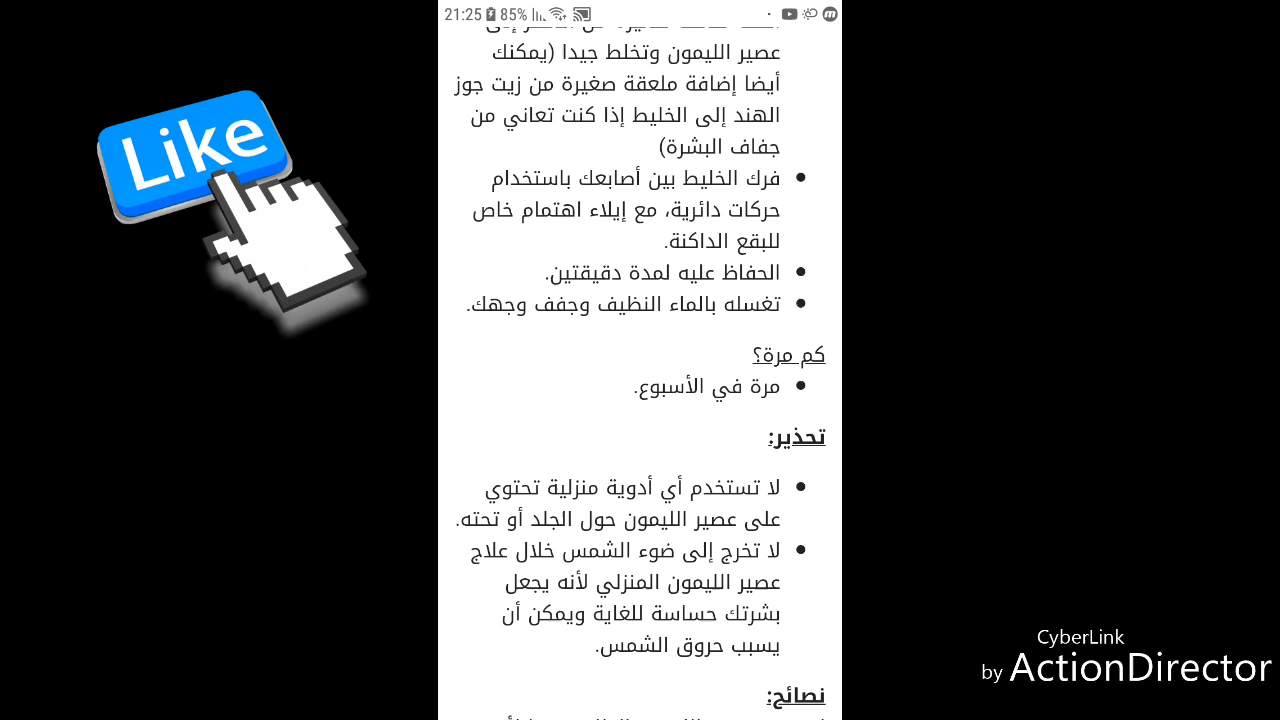 21:25 85%
عصير الليمون وتخلط جيدا (يمكنك
أيضا إضافة ملعقة صغيرة من زيت جوز
الهند إلى الخليط إذا كنت تعاني من
جفاف البشرة)
Like
فرك الخليط بين أصابعك باستخدام
حركات دائرية، مع إيلاء اهتمام خاص
للبقع الداكنة.
الحفاظ عليه لمدة دقيقتين.
تغسله بالماء النظيف وجفف وجهك.
كم مرة؟
مرة في الأسبوع.
تحذير:
لا تستخدم أي أدوية منزلية تحتوي
على عصير الليمون حول الجلد أو تحته.
لا تخرج إلى ضوء الشمس خلال علاج
عصير الليمون المنزلي لأنه يجعل
بشرتك حساسة للغاية ويمكن أن
يسبب حروق الشمس.
نصائح:
CyberLink
by ActionDirector